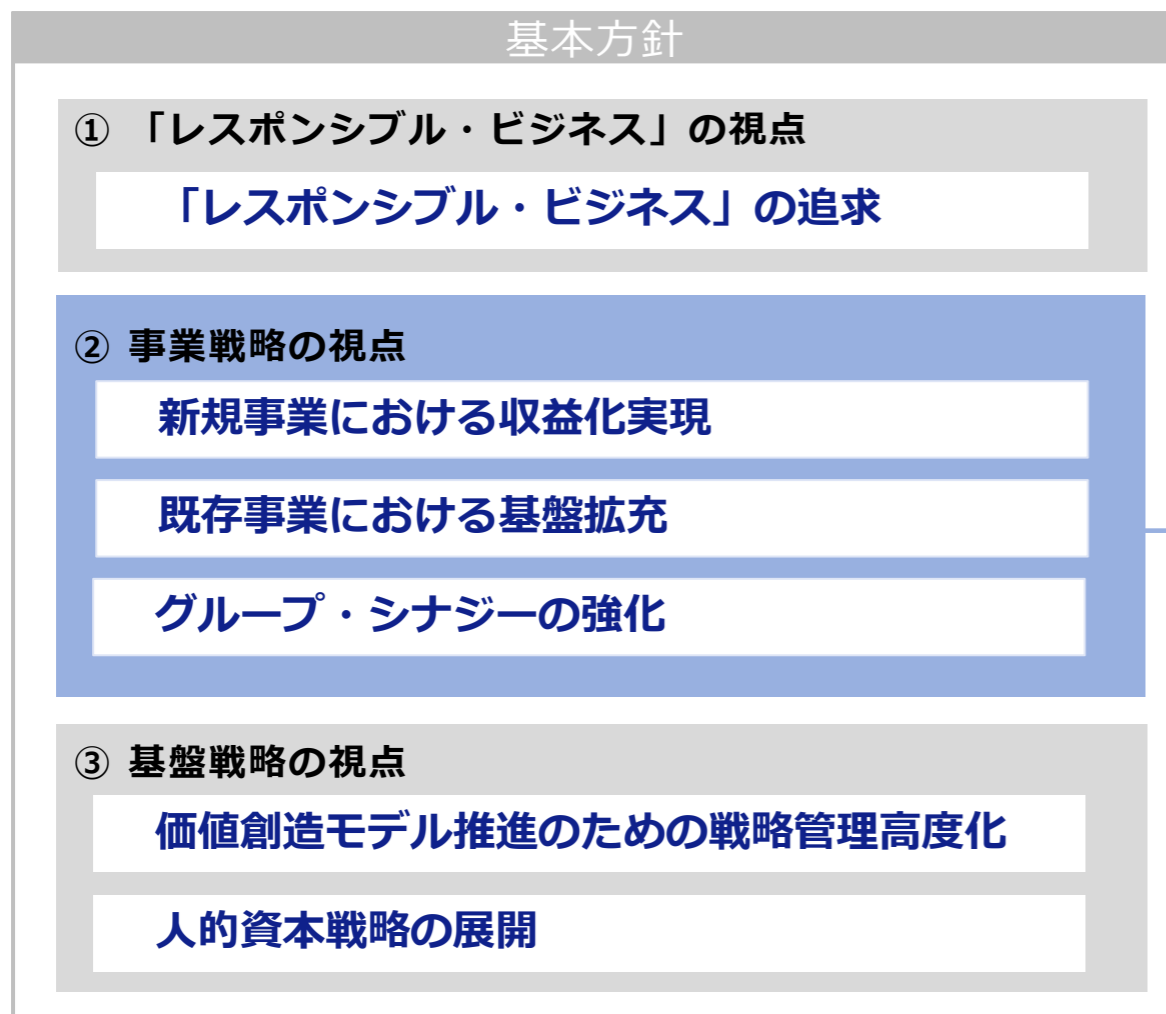 基本方針
① 「レスポンシブル・ビジネス」の視点
「レスポンシブル・ビジネス」の追求
② 事業戦略の視点
新規事業における収益化実現
既存事業における基盤拡充
グループ・シナジーの強化
③ 基盤戦略の視点
価値創造モデル推進のための戦略管理高度化
人的資本戦略の展開